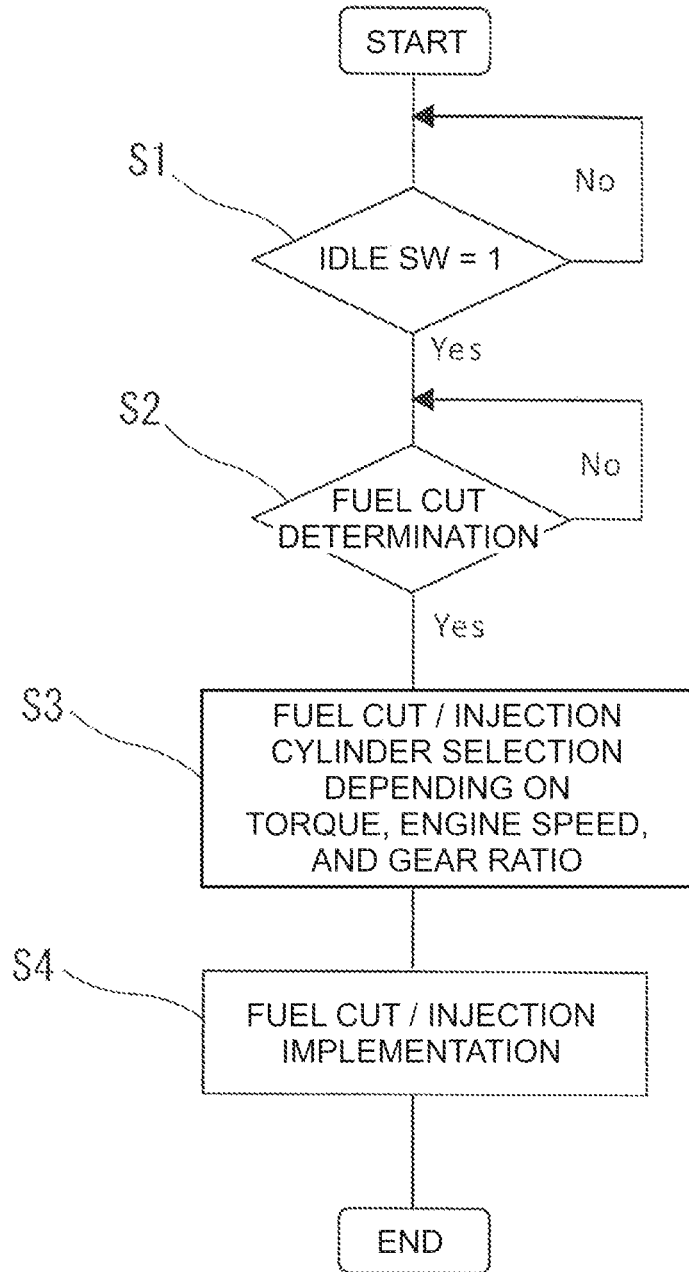 START
S1
No
IDLE SW = 1
Yes
S2
No
FUEL CUT
DETERMINATION
Yes
S3
FUEL CUT / INJECTION
CYLINDER SELECTION
DEPENDING ON
TORQUE, ENGINE SPEED,
AND GEAR RATIO
S4
FUEL CUT / INJECTION
IMPLEMENTATION
END